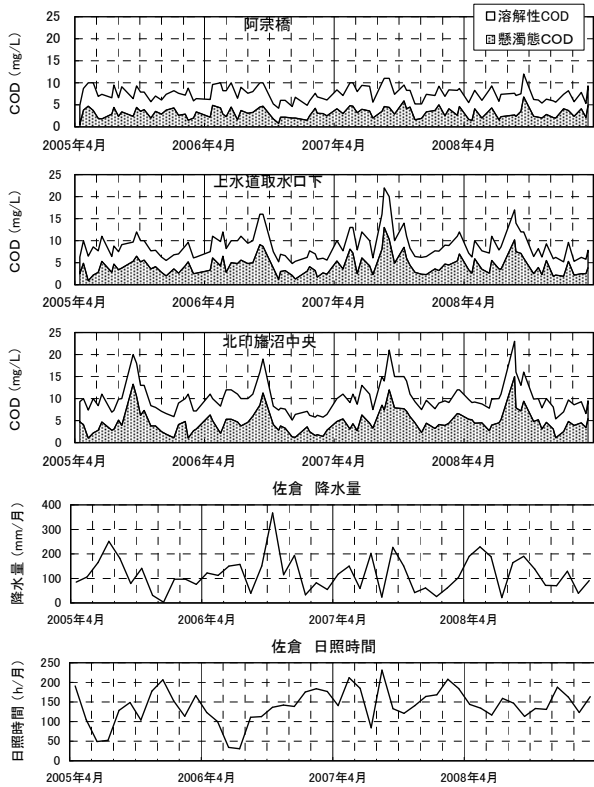 阿宗橋
溶解性COD
懸濁態COD
COD (mg/L)
25
20
15
10
5
0
2005年4月
2006年4月
2007年4月
2008年4月
上水道取水口下
COD (mg/L)
25
20
15
10
5
0
2005年4月
2006年4月
2007年4月
2008年4月
北印旛沼中央
COD (mg/L)
25
20
15
10
5
0
2005年4月
2006年4月
2007年4月
2008年4月
佐倉 降水量
降水量 (mm/月)
400
300
200
100
0
2005年4月
2006年4月
2007年4月
2008年4月
佐倉 日照時間
日照時間 (h/月)
250
200
150
100
50
0
2005年4月
2006年4月
2007年4月
2008年4月